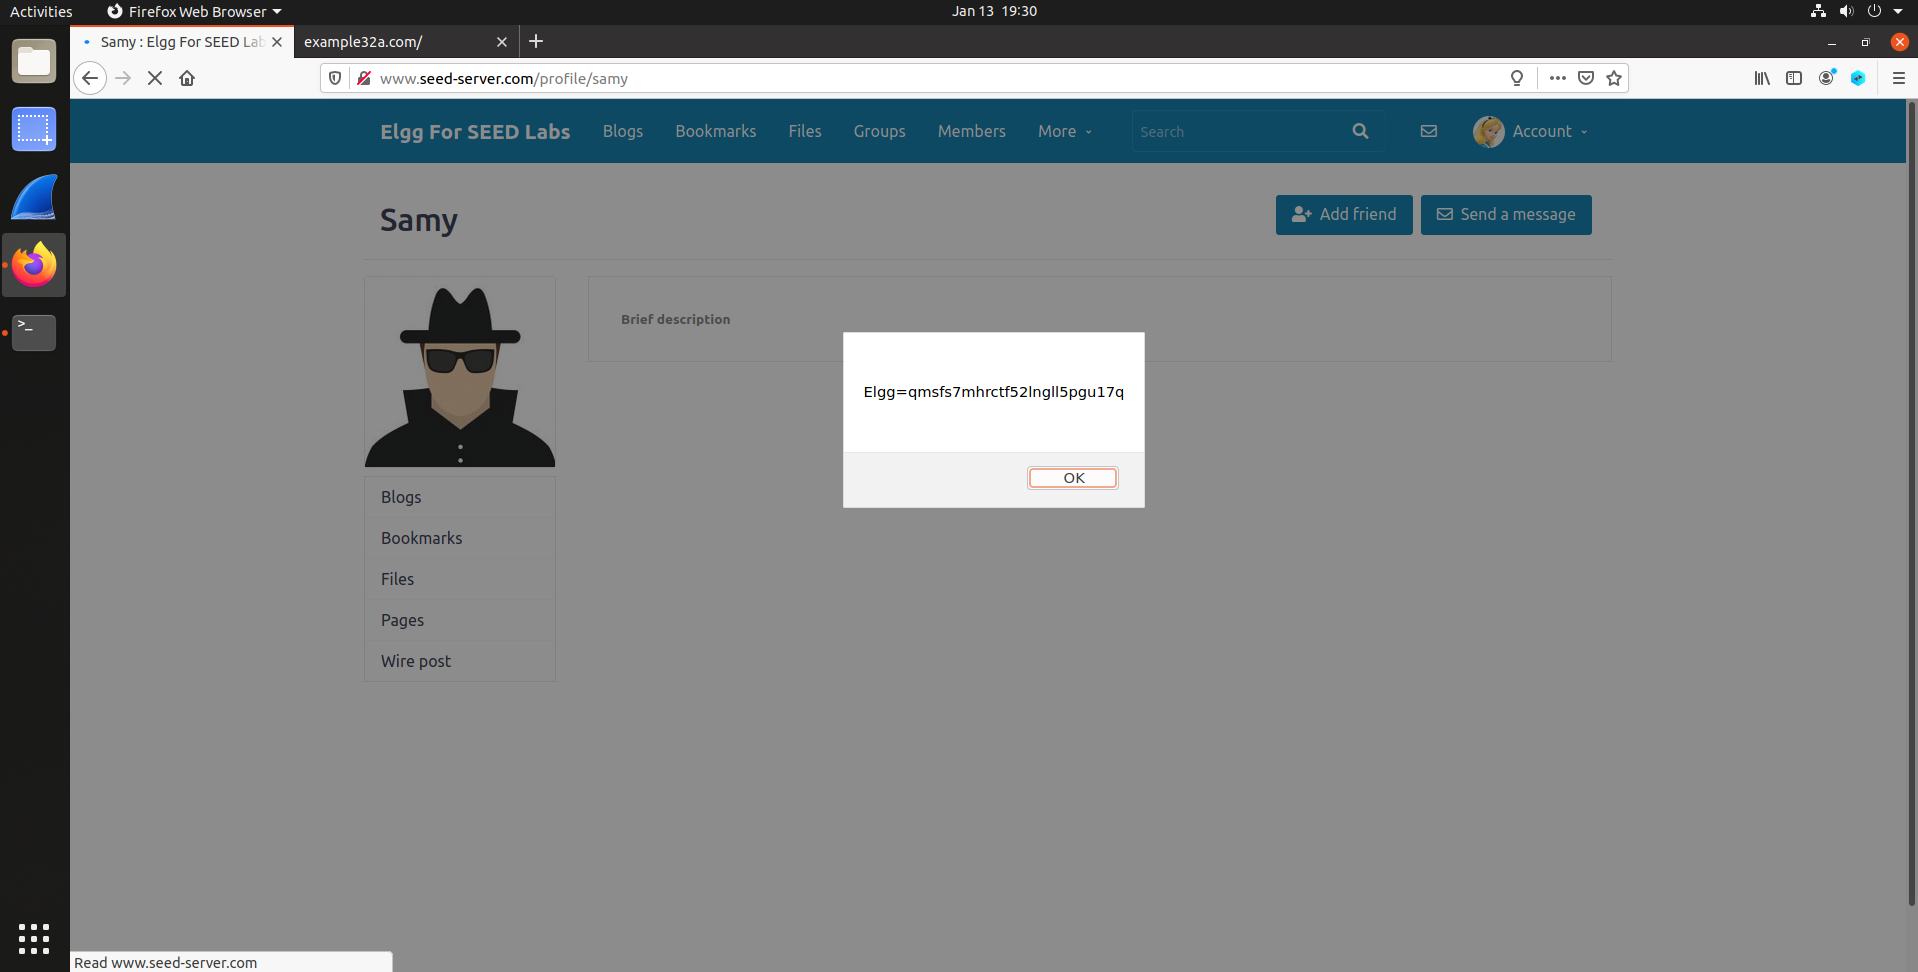 Activities Firefox Web Browser Jan 13 19:30
Samy : Elgg For SEED Lab example32a.com/
www.seed-server.com/profile/samy
Elgg For SEED Labs Blogs Bookmarks Files Groups Members More Search Account
Samy Add friend Send a message
Brief description
Elgg=qmsfs7mhrctf52lngll5pgu17q
OK
Blogs
Bookmarks
Files
Pages
Wire post
Read www.seed-server.com